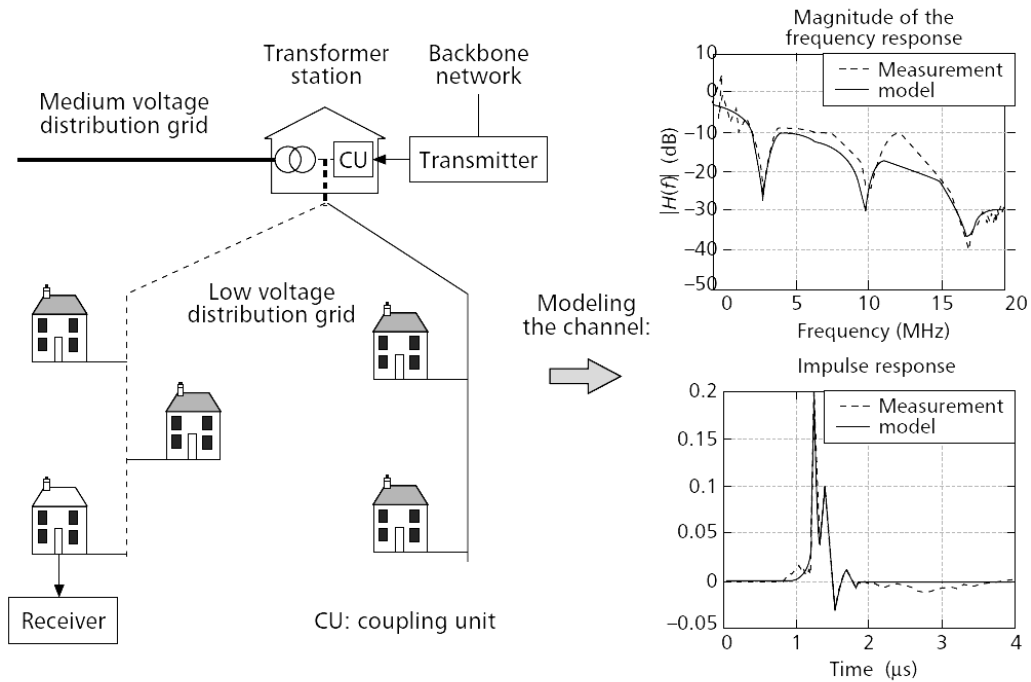 Transformer
station
Backbone
network
Medium voltage
distribution grid
CU
Transmitter
Low voltage
distribution grid
Receiver
CU: coupling unit
Modeling
the channel:
Magnitude of the
frequency response
Measurement
model
|H(f)| (dB)
10
0
–10
–20
–30
–40
–50
0 5 10 15 20
Frequency (MHz)
Impulse response
Measurement
model
0.2
0.15
0.1
0.05
0
–0.05
0 1 2 3 4
Time (μs)